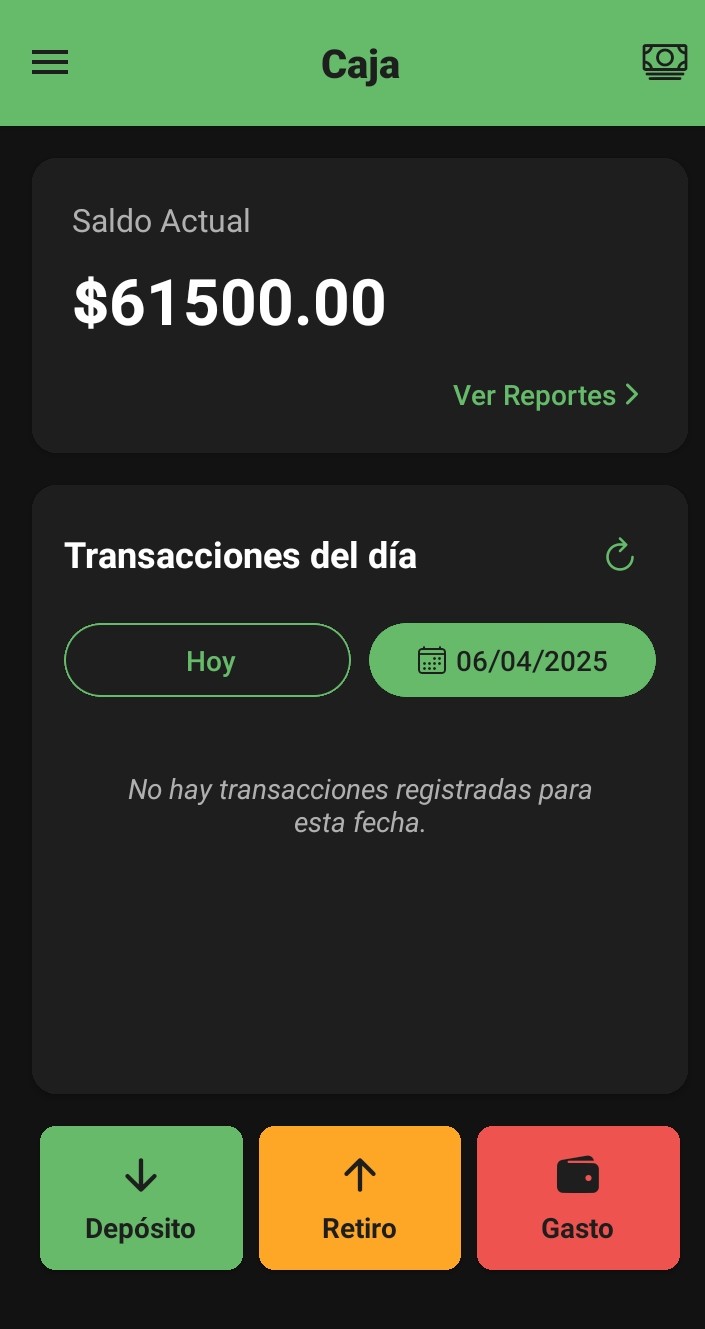 Caja
Saldo Actual
$61500.00
Ver Reportes
Transacciones del día
Hoy
06/04/2025
No hay transacciones registradas para
esta fecha.
Depósito
Retiro
Gasto